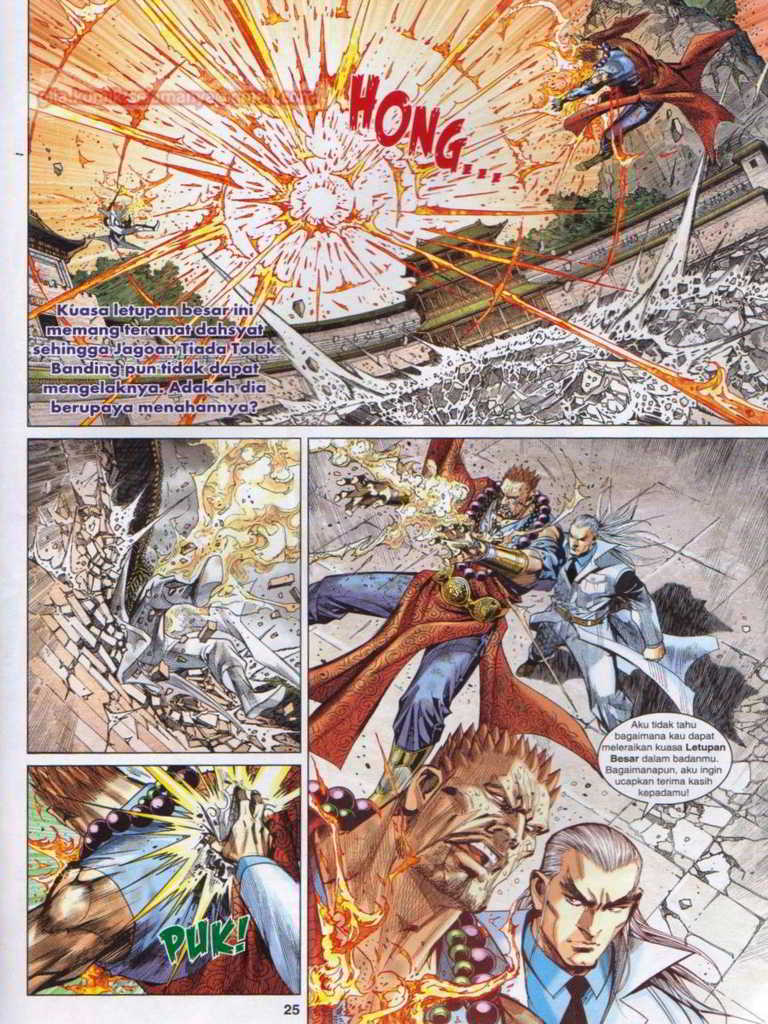 HONG...
Kuasa letupan besar ini
memang teramat dahsyat
sehingga Jagoan Tiada Tolok
Banding pun tidak dapat
mengelaknya. Adakah dia
berupaya menahannya?
Aku tidak tahu
bagaimana kau dapat
meleraikan kuasa Letupan
Besar dalam badanmu.
Bagaimanapun, aku ingin
ucapkan terima kasih
kepadamu!
PUK!
25